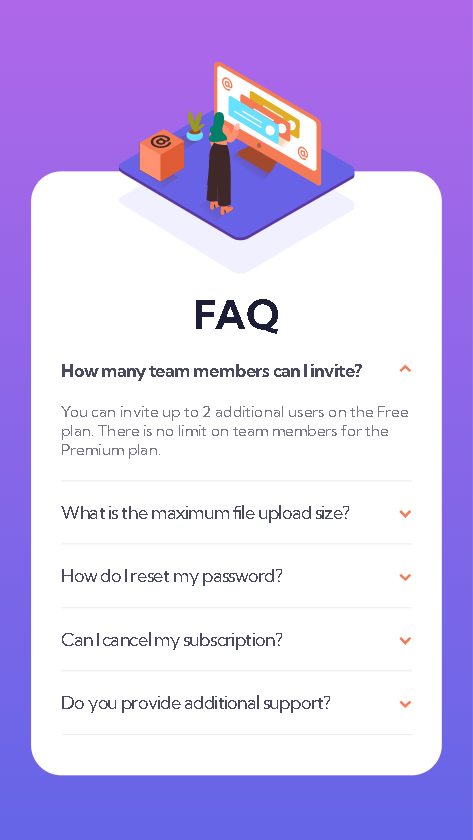 FAQ
How many team members can I invite?
You can invite up to 2 additional users on the Free
plan. There is no limit on team members for the
Premium plan.
What is the maximum file upload size?
How do I reset my password?
Can I cancel my subscription?
Do you provide additional support?